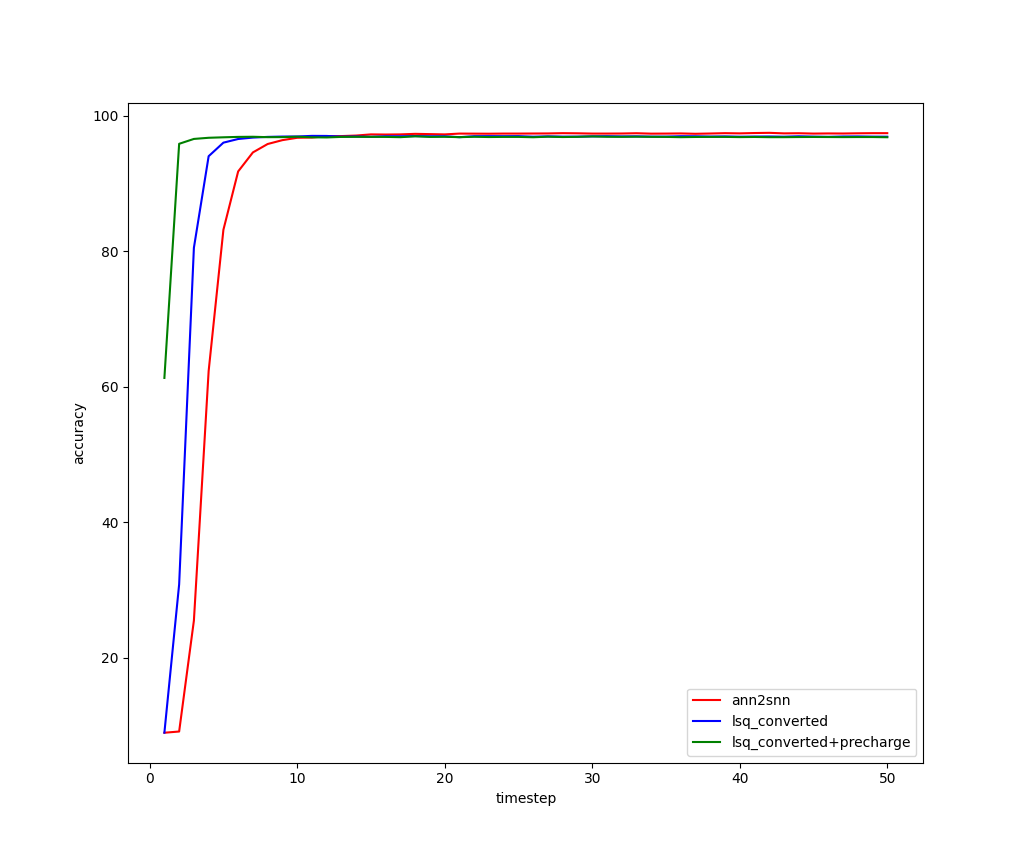 100
80
60
40
20
accuracy
0 10 20 30 40 50
timestep
ann2snn
lsq_converted
lsq_converted+precharge